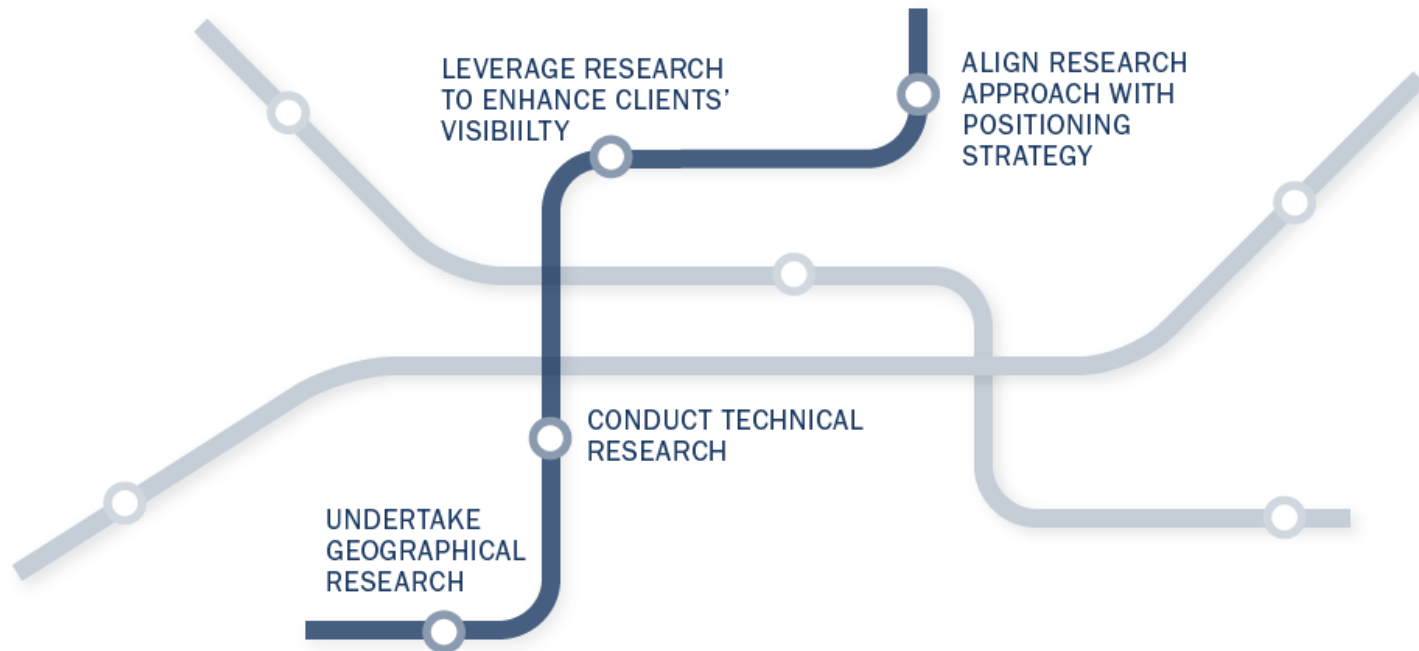 LEVERAGE RESEARCH
TO ENHANCE CLIENTS'
VISIBIILTY
ALIGN RESEARCH
APPROACH WITH
POSITIONING
STRATEGY
CONDUCT TECHNICAL
RESEARCH
UNDERTAKE
GEOGRAPHICAL
RESEARCH